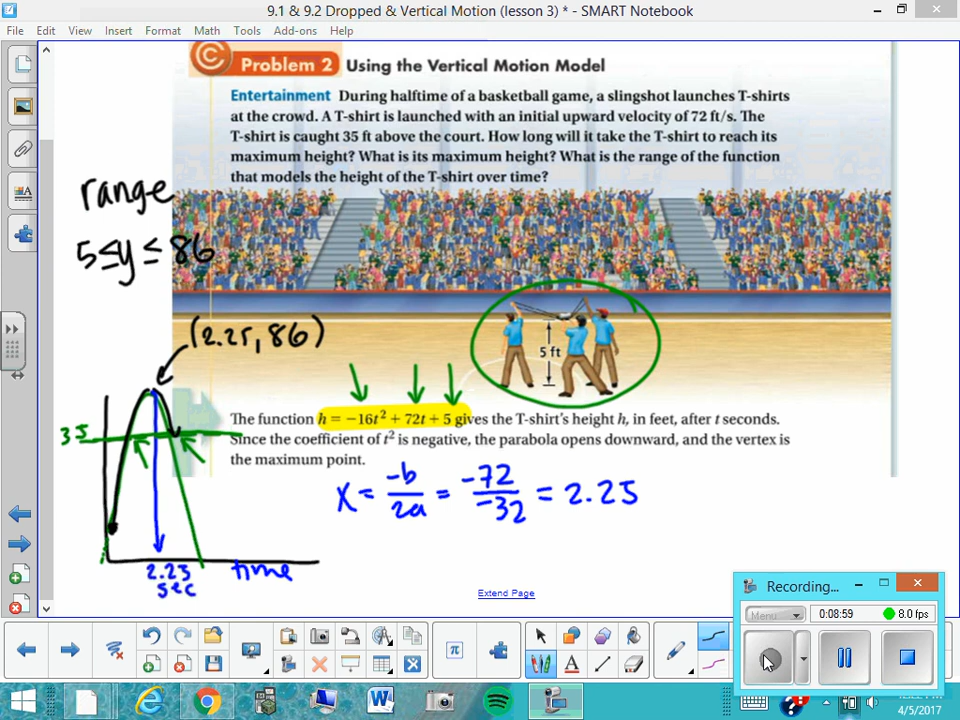 9.1 & 9.2 Dropped & Vertical Motion (lesson 3) * - SMART Notebook
File Edit View Insert Format Math Tools Add-ons Help
C Problem 2 Using the Vertical Motion Model
Entertainment During halftime of a basketball game, a slingshot launches T-shirts
at the crowd. A T-shirt is launched with an initial upward velocity of 72 ft/s. The
T-shirt is caught 35 ft above the court. How long will it take the T-shirt to reach its
maximum height? What is its maximum height? What is the range of the function
that models the height of the T-shirt over time?
range
5≤y≤86
(2.25, 86)
5 ft
The function h = −16t² + 72t + 5 gives the T-shirt's height h, in feet, after t seconds.
35
Since the coefficient of t² is negative, the parabola opens downward, and the vertex is
the maximum point.
x = -b/2a = -72/-32 = 2.25
2.25
sec
time
Extend Page
Recording...
Menu 0:08:59 8.0 fps
π
A
W
4/5/2017